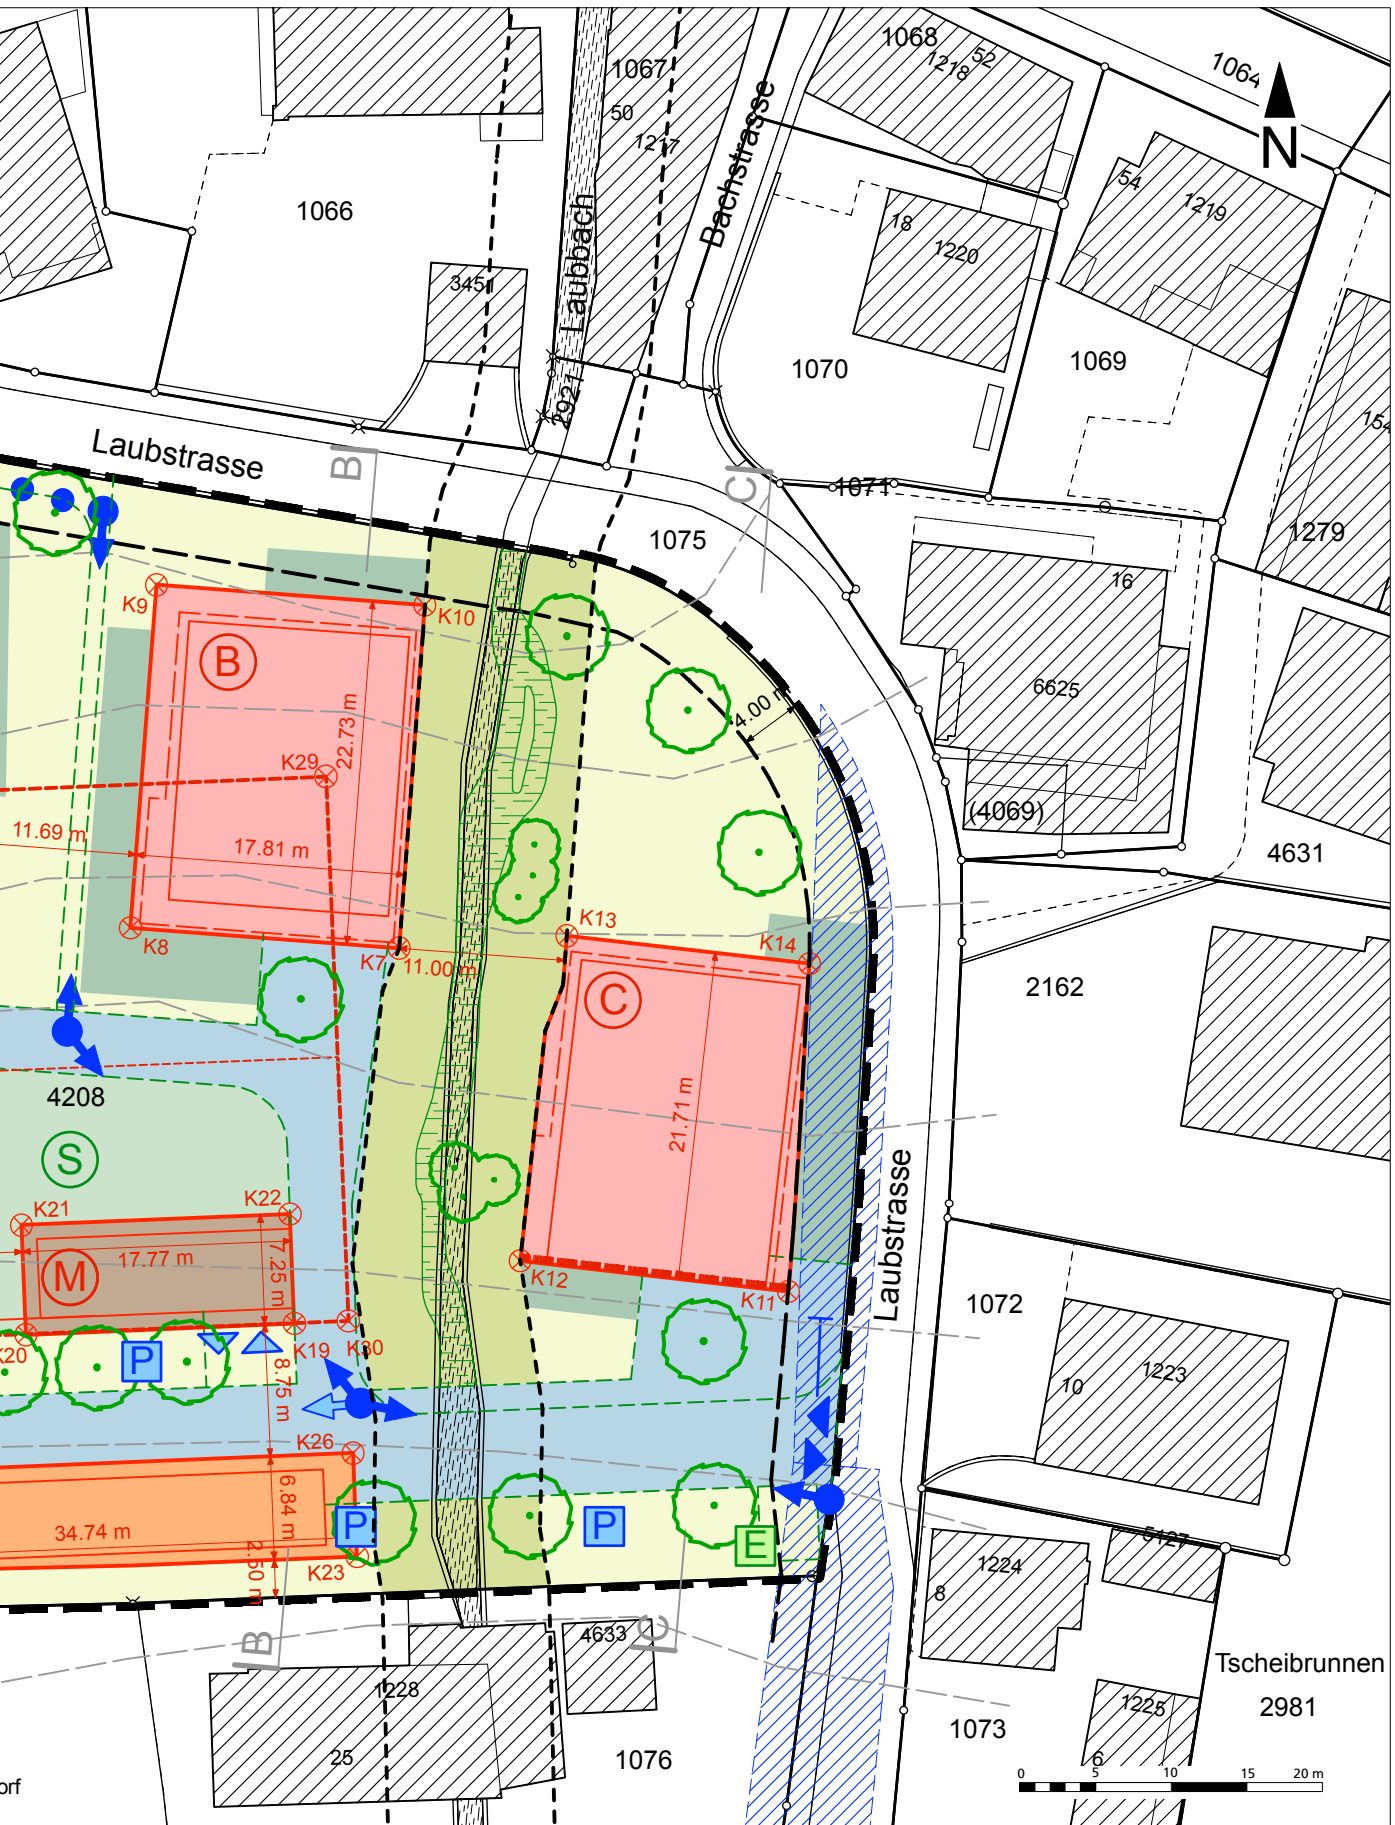 1068
52
1218
1064
1067
50
1217
N
54
1219
Bachstrasse
1066
18
1220
Laubbach
345
1070
1069
2921
154
Laubstrasse
B
C
1071
1075
1279
16
K9
K10
B
6625
4.00 m
22.73 m
K29
(4069)
11.69 m
17.81 m
4631
K13
K8
K7
K14
11.00 m
C
2162
4208
21.71 m
S
Laubstrasse
K21
K22
17.77 m
7.25 m
M
K12
K11
1072
K20
P
K19
K30
1223
10
8.75 m
K26
6.84 m
34.74 m
P
P
E
K23
2.50 m
5127
1224
8
B
C
4633
Tscheibrunnen
1228
2981
1225
1073
25
1076
6
orf
0 5 10 15 20 m